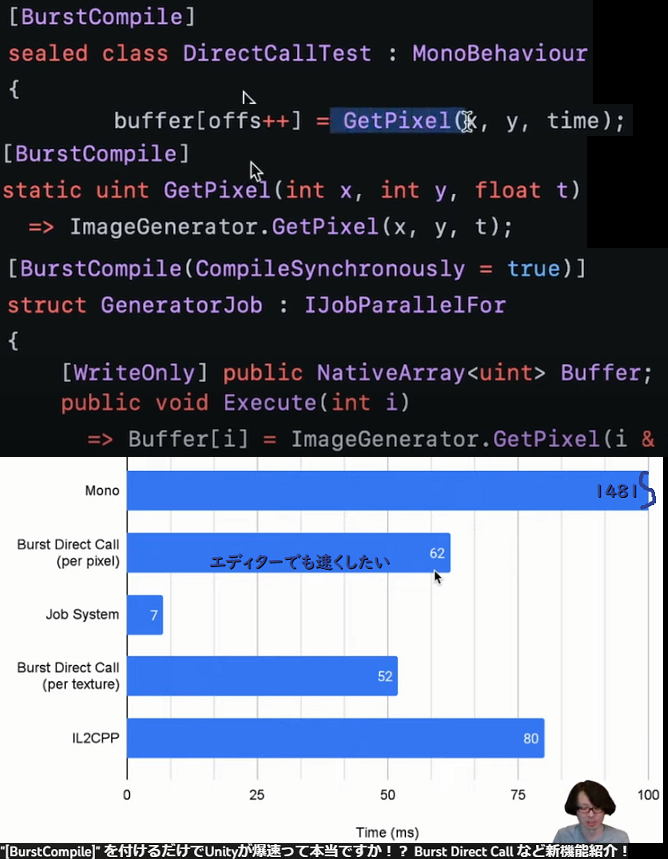 [BurstCompile]
sealed class DirectCallTest : MonoBehaviour
{
buffer[offs++] = GetPixel(x, y, time);
[BurstCompile]
static uint GetPixel(int x, int y, float t)
=> ImageGenerator.GetPixel(x, y, t);
[BurstCompile(CompileSynchronously = true)]
struct GeneratorJob : IJobParallelFor
{
[WriteOnly] public NativeArray<uint> Buffer;
public void Execute(int i)
=> Buffer[i] = ImageGenerator.GetPixel(i &
Mono
1481
Burst Direct Call
(per pixel)
エディターでも速くしたい
62
Job System
7
Burst Direct Call
(per texture)
52
IL2CPP
80
0 25 50 75 100
Time (ms)
"[BurstCompile]" を付けるだけでUnityが爆速って本当ですか！？ Burst Direct Call など新機能紹介！